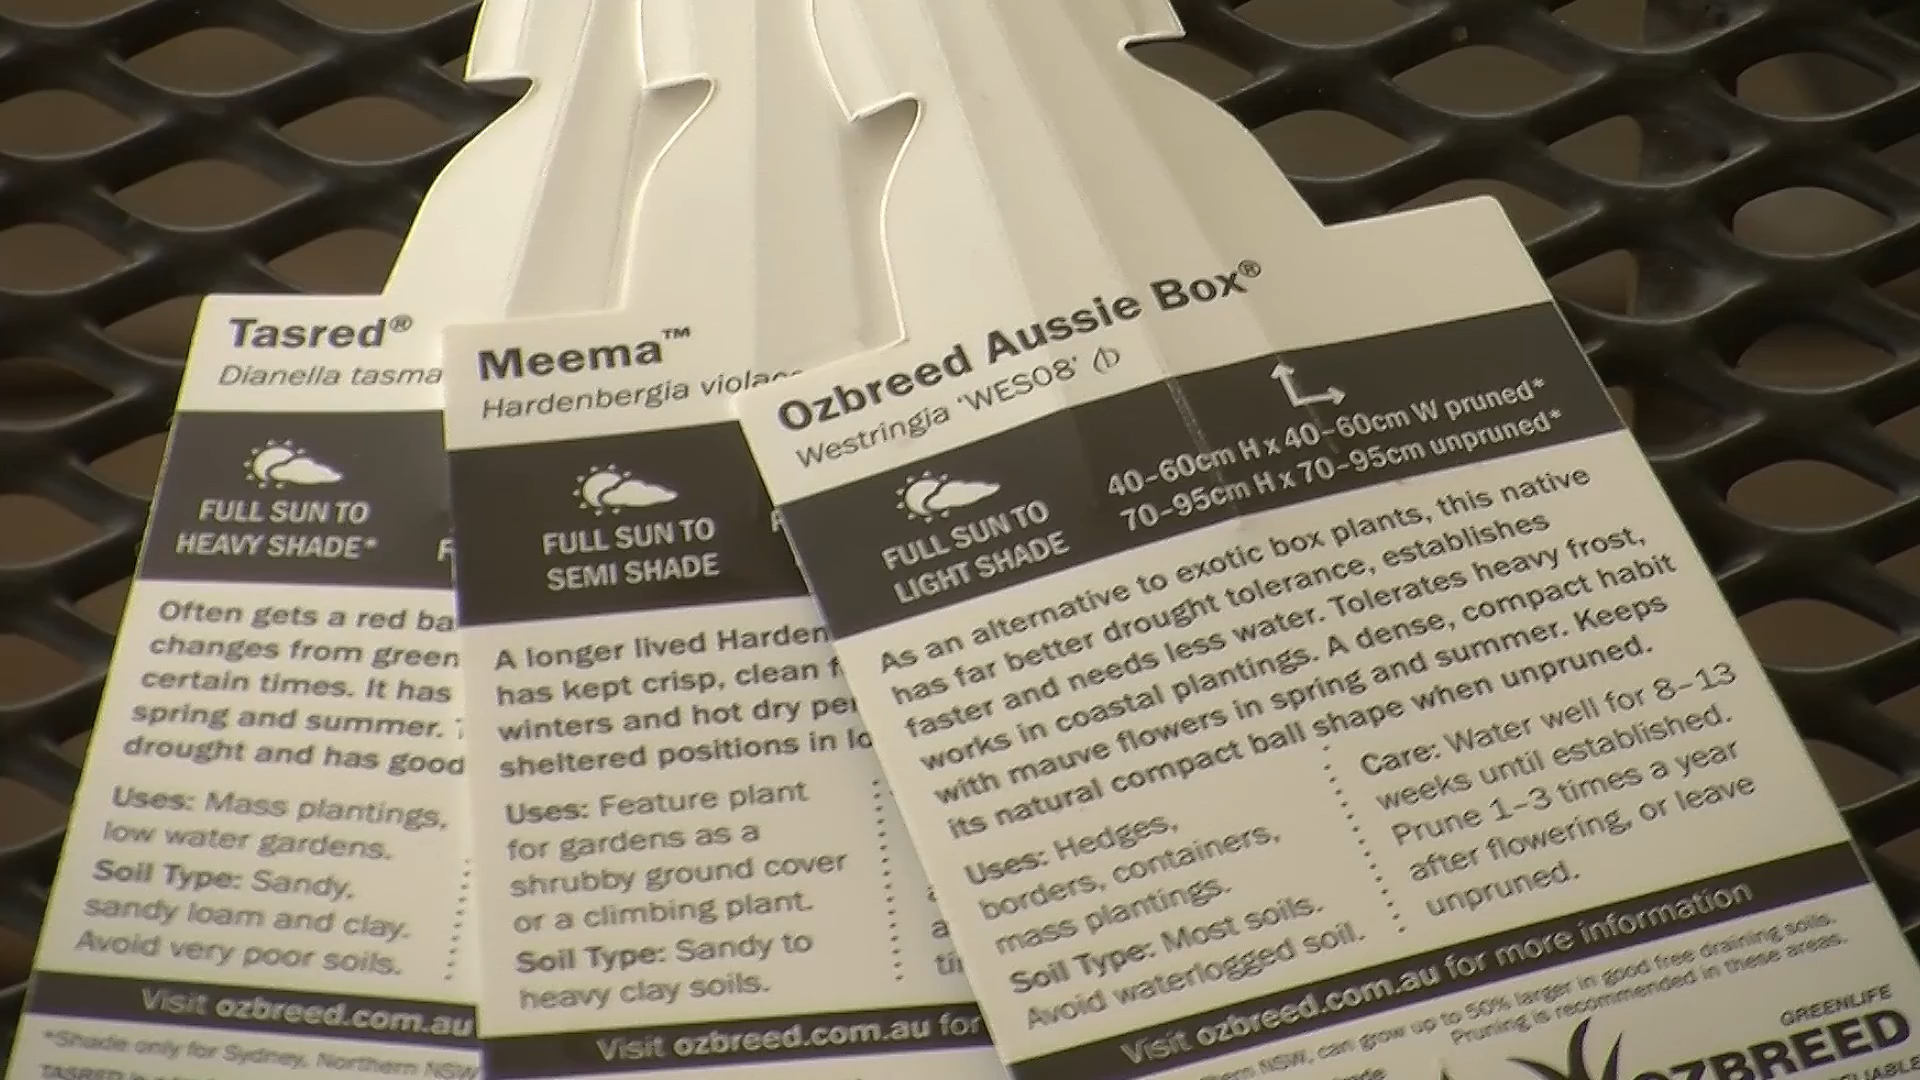 Tasred®
Dianella tasma
FULL SUN TO
HEAVY SHADE*
Often gets a red ba
changes from green
certain times. It has
spring and summer.
drought and has good
Uses: Mass plantings,
low water gardens.
Soil Type: Sandy,
sandy loam and clay.
Avoid very poor soils.
Visit ozbreed.com.au
*Shade only for Sydney, Northern NSW
Meema™
Hardenbergia violac
FULL SUN TO
SEMI SHADE
A longer lived Harden
has kept crisp, clean f
winters and hot dry per
sheltered positions in lo
Uses: Feature plant
for gardens as a
shrubby ground cover
or a climbing plant.
Soil Type: Sandy to
heavy clay soils.
Visit ozbreed.com.au for
Ozbreed Aussie Box®
Westringia 'WES08'
FULL SUN TO
LIGHT SHADE
40–60cm H x 40–60cm W pruned*
70–95cm H x 70–95cm unpruned*
As an alternative to exotic box plants, this native
has far better drought tolerance, establishes
faster and needs less water. Tolerates heavy frost,
works in coastal plantings. A dense, compact habit
with mauve flowers in spring and summer. Keeps
its natural compact ball shape when unpruned.
Uses: Hedges,
borders, containers,
mass plantings.
Soil Type: Most soils.
Avoid waterlogged soil.
Care: Water well for 8–13
weeks until established.
Prune 1–3 times a year
after flowering, or leave
unpruned.
Visit ozbreed.com.au for more information
NSW, can grow up to 50% larger in good free draining soils.
Pruning is recommended in these areas.
GREENLIFE
OZBREED